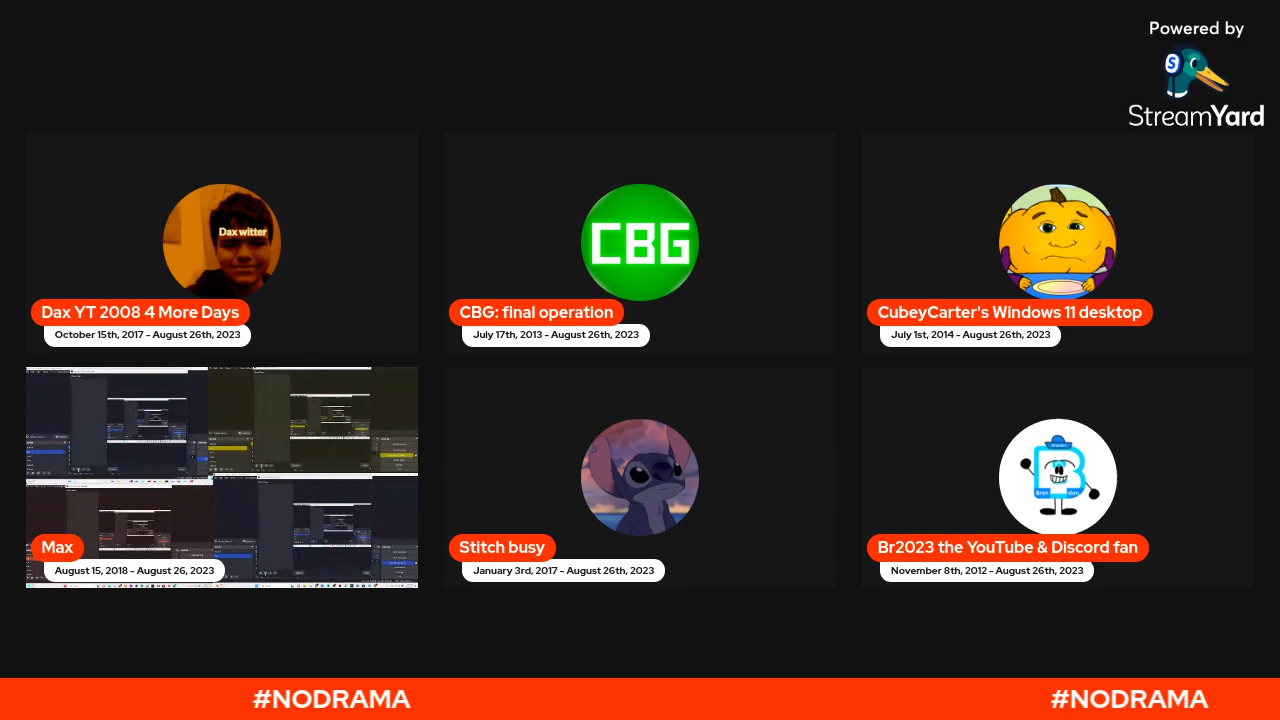 Powered by
StreamYard
Dax witter
Dax YT 2008 4 More Days
October 15th, 2017 - August 26th, 2023
CBG
CBG: final operation
July 17th, 2013 - August 26th, 2023
CubeyCarter's Windows 11 desktop
July 1st, 2014 - August 26th, 2023
Max
August 15, 2018 - August 26, 2023
Stitch busy
January 3rd, 2017 - August 26th, 2023
Br2023 the YouTube & Discord fan
November 8th, 2012 - August 26th, 2023
#NODRAMA #NODRAMA